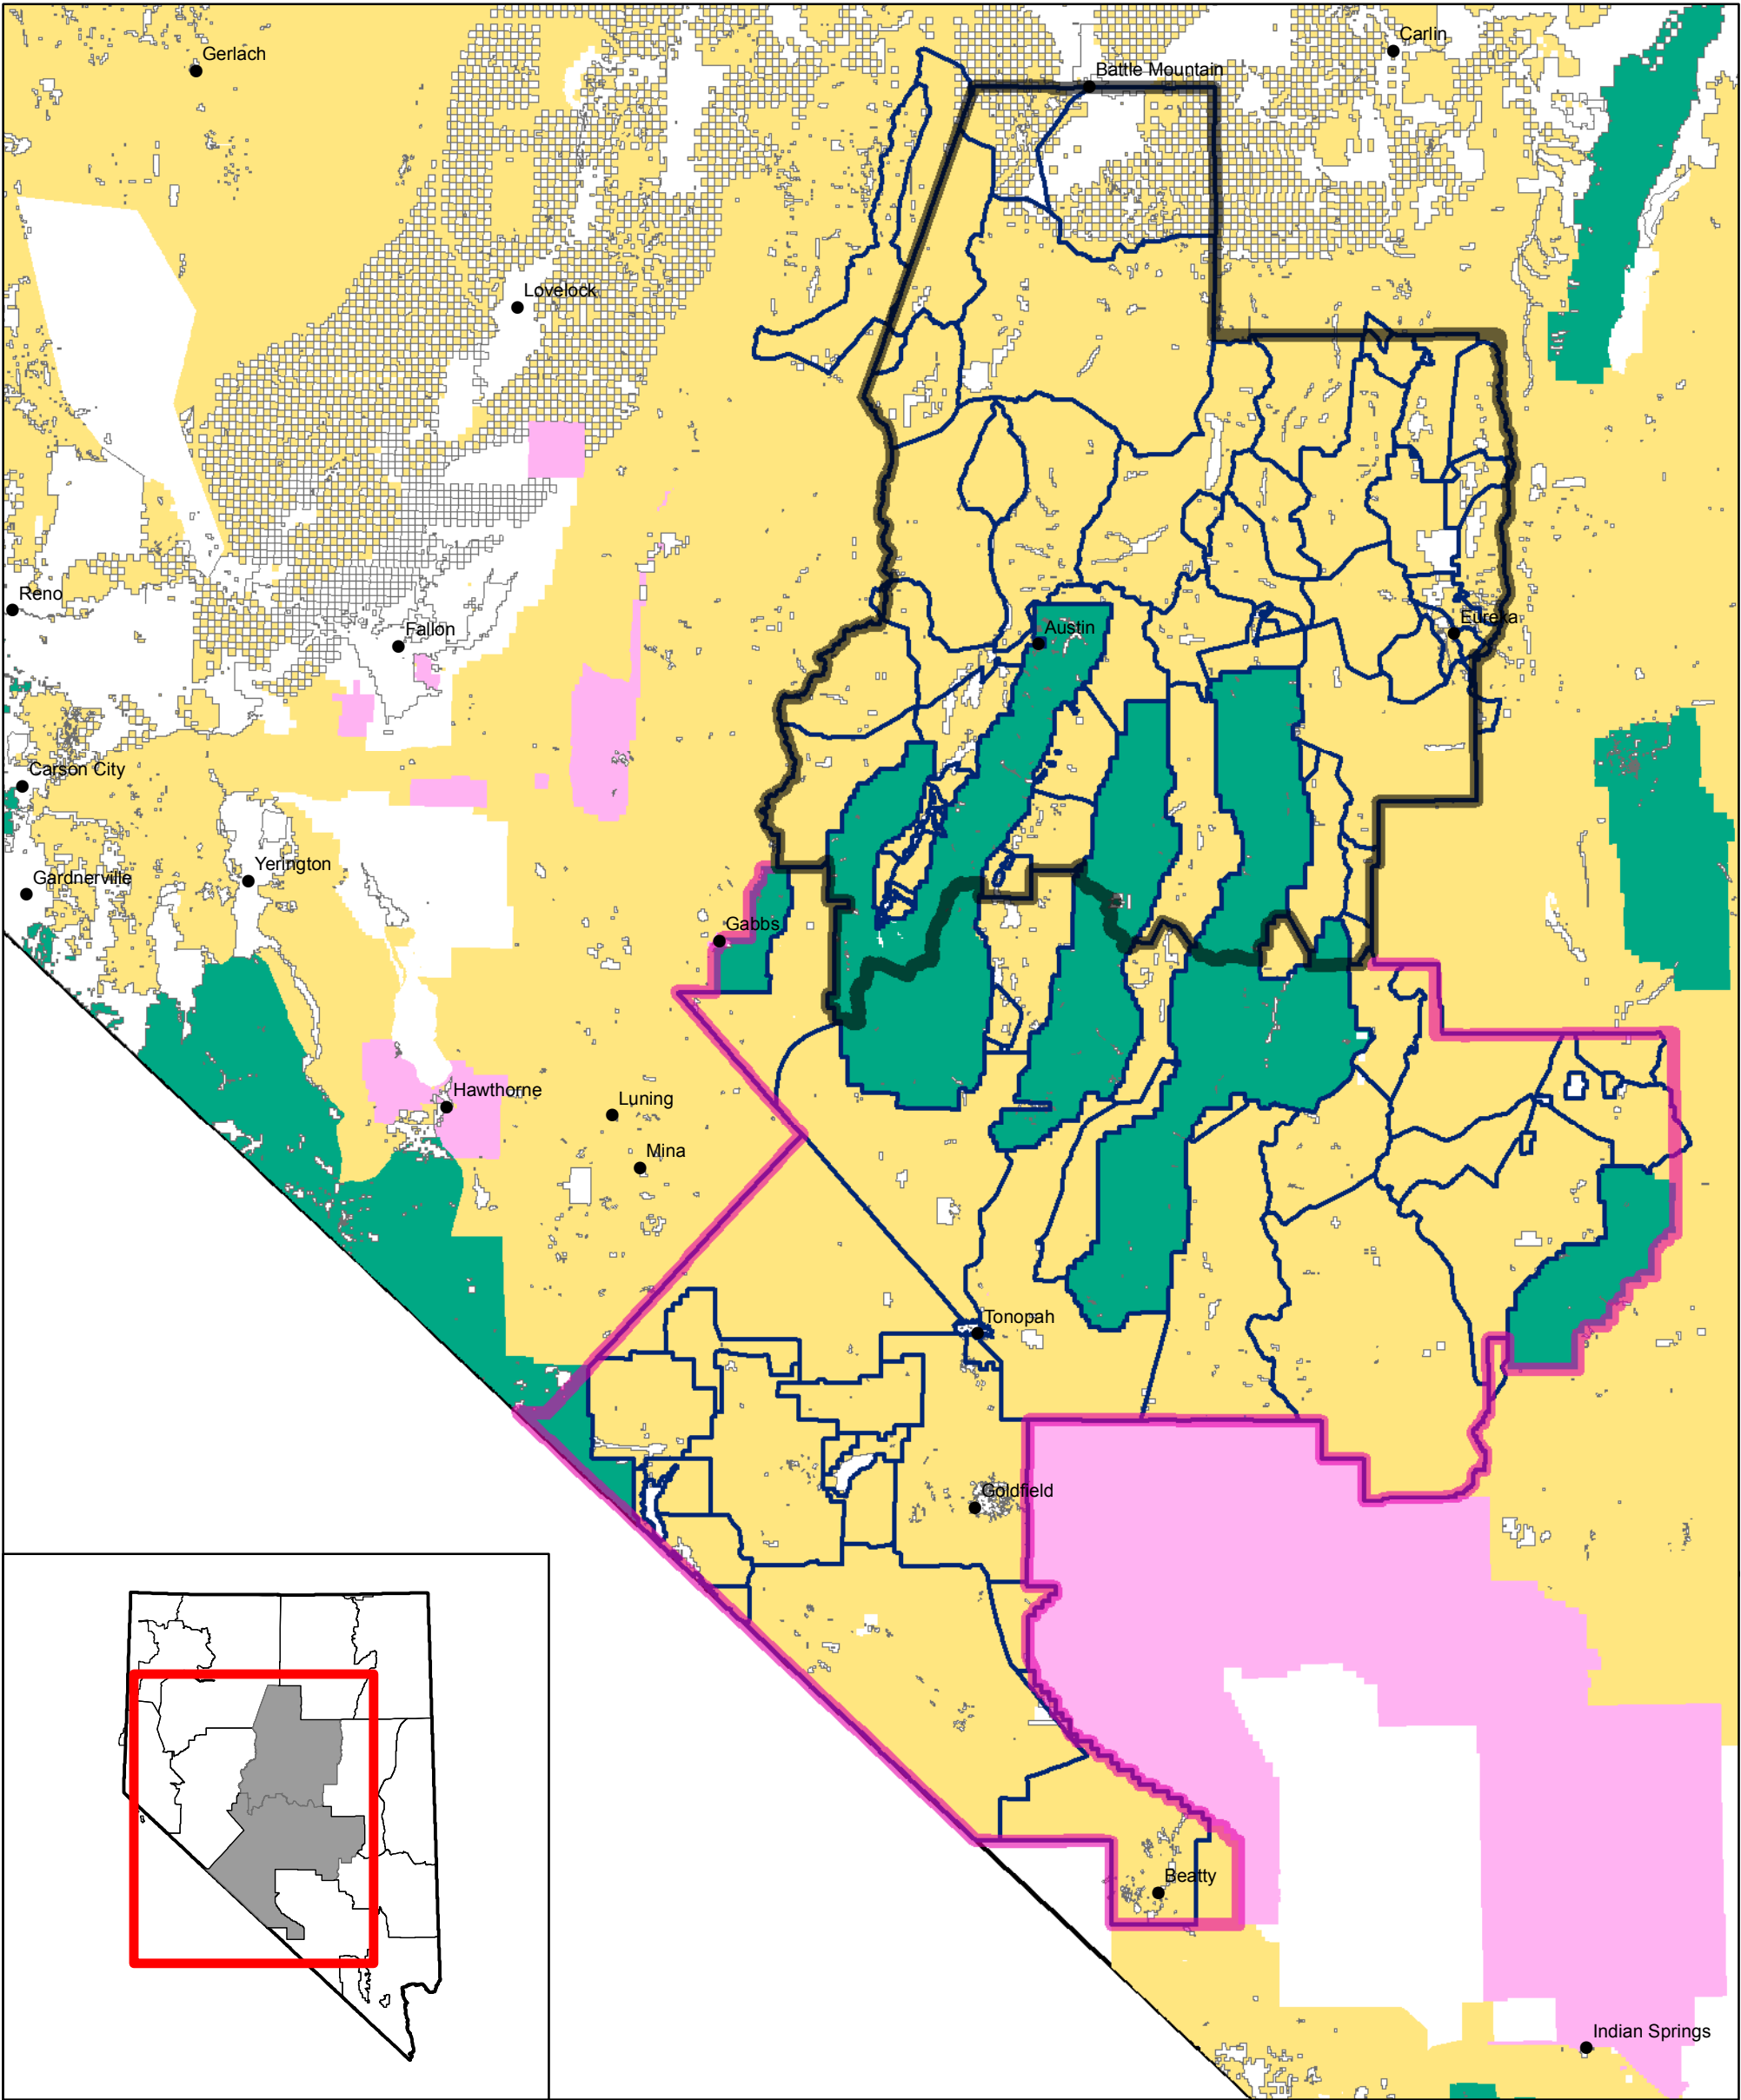 Carlin
Gerlach
Battle Mountain
Lovelock
Reno
Eureka
Austin
Fallon
Carson City
Yerington
Gardnerville
Gabbs
Hawthorne
Luning
Mina
Tonopah
Goldfield
Beatty
Indian Springs